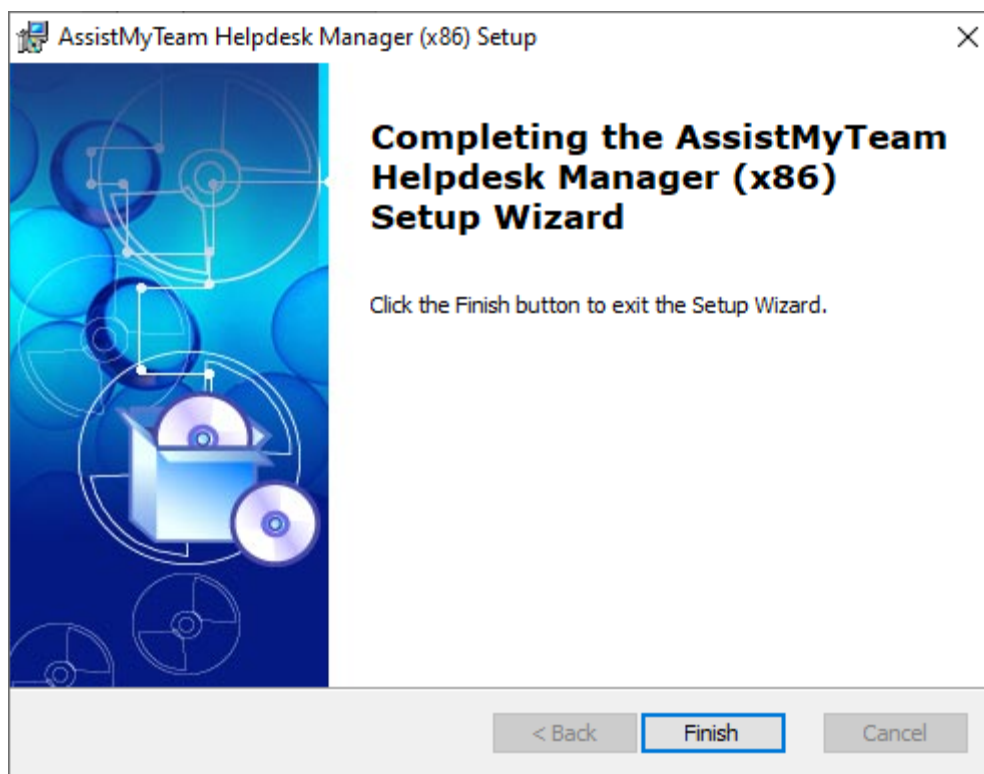 AssistMyTeam Helpdesk Manager (x86) Setup
Completing the AssistMyTeam
Helpdesk Manager (x86)
Setup Wizard
Click the Finish button to exit the Setup Wizard.
< Back Finish Cancel